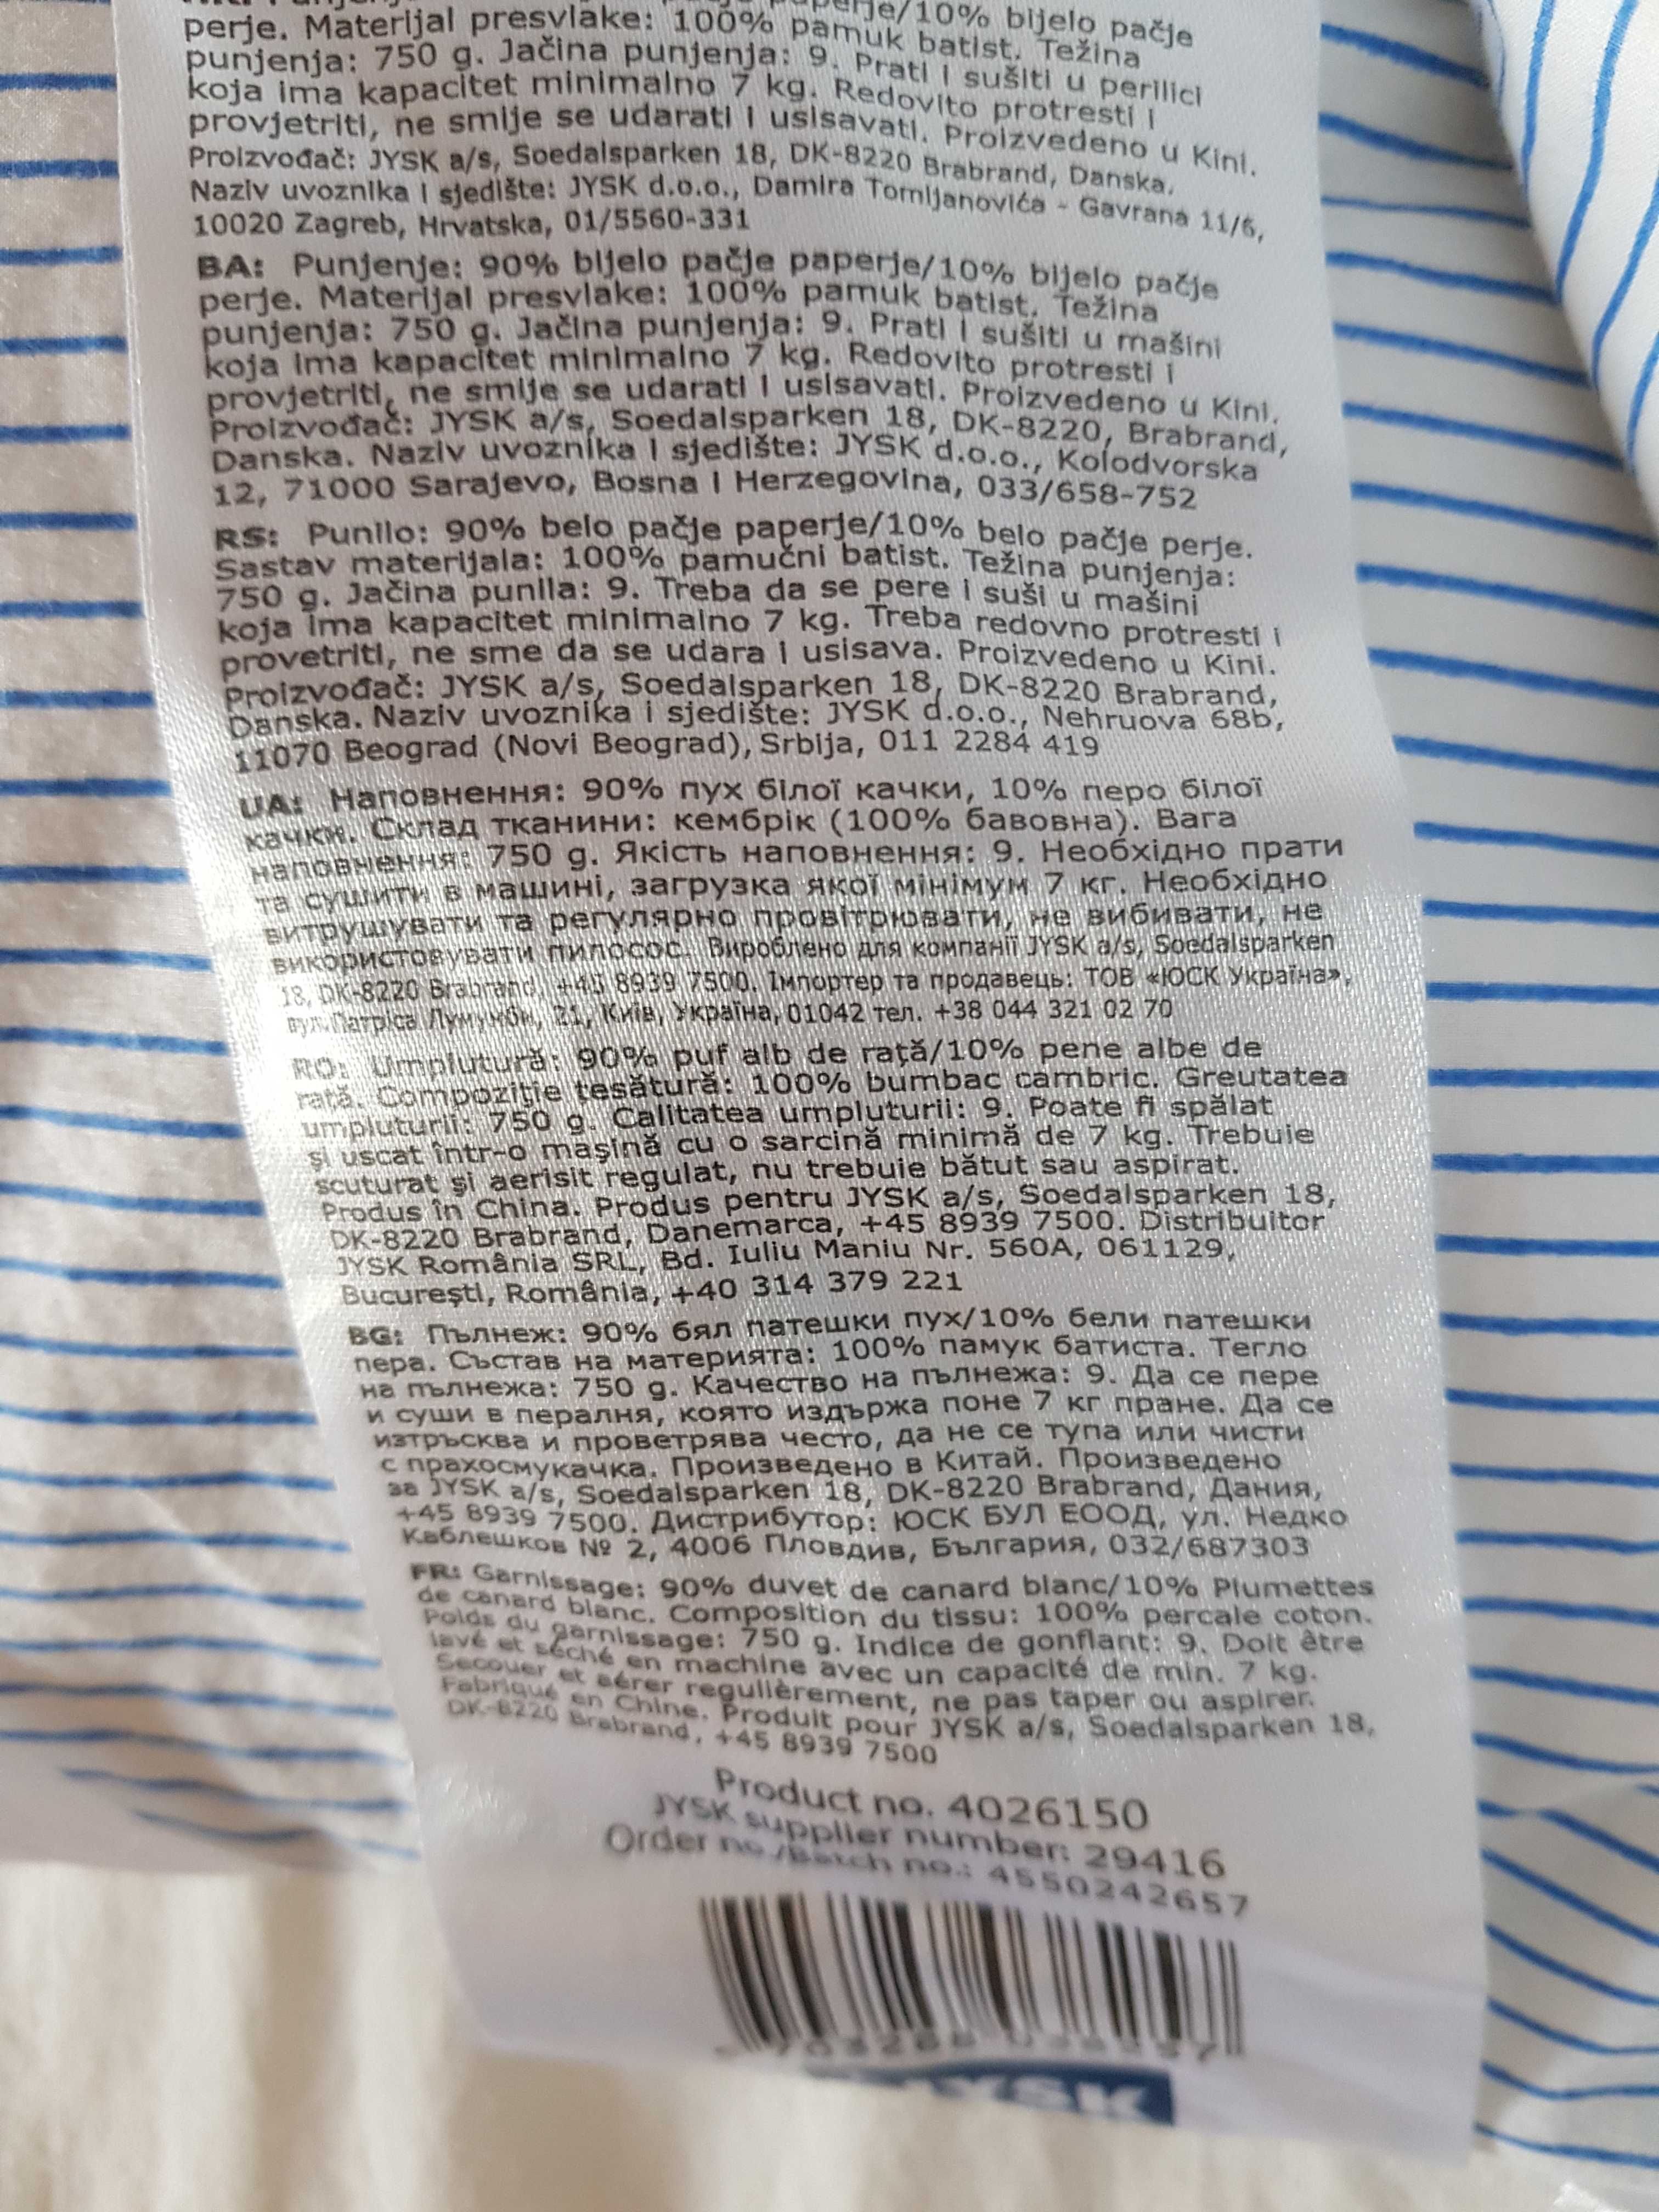 perje/10% bijelo pačje
perje. Materijal presvlake: 100% pamuk batist. Težina
punjenja: 750 g. Jačina punjenja: 9. Prati i sušiti u perilici
koja ima kapacitet minimalno 7 kg. Redovito protresti i
provjetriti, ne smije se udarati i usisavati. Proizvedeno u Kini.
Proizvođač: JYSK a/s, Soedalsparken 18, DK-8220 Brabrand, Danska.
Naziv uvoznika i sjedište: JYSK d.o.o., Damira Tomljanovića - Gavrana 11/6,
10020 Zagreb, Hrvatska, 01/5560-331
BA: Punjenje: 90% bijelo pačje paperje/10% bijelo pačje
perje. Materijal presvlake: 100% pamuk batist. Težina
punjenja: 750 g. Jačina punjenja: 9. Prati i sušiti u mašini
koja ima kapacitet minimalno 7 kg. Redovito protresti i
provjetriti, ne smije se udarati i usisavati. Proizvedeno u Kini.
Proizvođač: JYSK a/s, Soedalsparken 18, DK-8220, Brabrand,
Danska. Naziv uvoznika i sjedište: JYSK d.o.o., Kolodvorska
12, 71000 Sarajevo, Bosna i Herzegovina, 033/658-752
RS: Punilo: 90% belo pačje paperje/10% belo pačje perje.
Sastav materijala: 100% pamučni batist. Težina punjenja:
750 g. Jačina punila: 9. Treba da se pere i suši u mašini
koja ima kapacitet minimalno 7 kg. Treba redovno protresti i
provetriti, ne sme da se udara i usisava. Proizvedeno u Kini.
Proizvođač: JYSK a/s, Soedalsparken 18, DK-8220 Brabrand,
Danska. Naziv uvoznika i sjedište: JYSK d.o.o., Nehruova 68b,
11070 Beograd (Novi Beograd), Srbija, 011 2284 419
UA: Наповнення: 90% пух білої качки, 10% перо білої
качки. Склад тканини: кембрік (100% бавовна). Вага
наповнення: 750 g. Якість наповнення: 9. Необхідно прати
та сушити в машині, загрузка якої мінімум 7 кг. Необхідно
витрушувати та регулярно провітрювати, не вибивати, не
використовувати пилосос. Вироблено для компанії JYSK a/s, Soedalsparken
18, DK-8220 Brabrand, +45 8939 7500. Імпортер та продавець: ТОВ «ЮСК Україна»,
вул.Патріса Лумумби, 21, Київ, Україна, 01042 тел. +38 044 321 02 70
RO: Umplutură: 90% puf alb de raţă/10% pene albe de
raţă. Compoziţie ţesătură: 100% bumbac cambric. Greutatea
umpluturii: 750 g. Calitatea umpluturii: 9. Poate fi spălat
şi uscat într-o maşină cu o sarcină minimă de 7 kg. Trebuie
scuturat şi aerisit regulat, nu trebuie bătut sau aspirat.
Produs în China. Produs pentru JYSK a/s, Soedalsparken 18,
DK-8220 Brabrand, Danemarca, +45 8939 7500. Distribuitor
JYSK România SRL, Bd. Iuliu Maniu Nr. 560A, 061129,
Bucureşti, România, +40 314 379 221
BG: Пълнеж: 90% бял патешки пух/10% бели патешки
пера. Състав на материята: 100% памук батиста. Тегло
на пълнежа: 750 g. Качество на пълнежа: 9. Да се пере
и суши в пералня, която издържа поне 7 кг пране. Да се
изтръсква и проветрява често, да не се тупа или чисти
с прахосмукачка. Произведено в Китай. Произведено
за JYSK a/s, Soedalsparken 18, DK-8220 Brabrand, Дания,
+45 8939 7500. Дистрибутор: ЮСК БУЛ ЕООД, ул. Недко
Каблешков № 2, 4006 Пловдив, България, 032/687303
FR: Garnissage: 90% duvet de canard blanc/10% Plumettes
de canard blanc. Composition du tissu: 100% percale coton.
Poids du garnissage: 750 g. Indice de gonflant: 9. Doit être
lavé et séché en machine avec un capacité de min. 7 kg.
Secouer et aérer regulièrement, ne pas taper ou aspirer.
Fabriqué en Chine. Produit pour JYSK a/s, Soedalsparken 18,
DK-8220 Brabrand, +45 8939 7500
Product no. 4026150
JYSK supplier number: 29416
Order no./Batch no.: 4550242657
JYSK